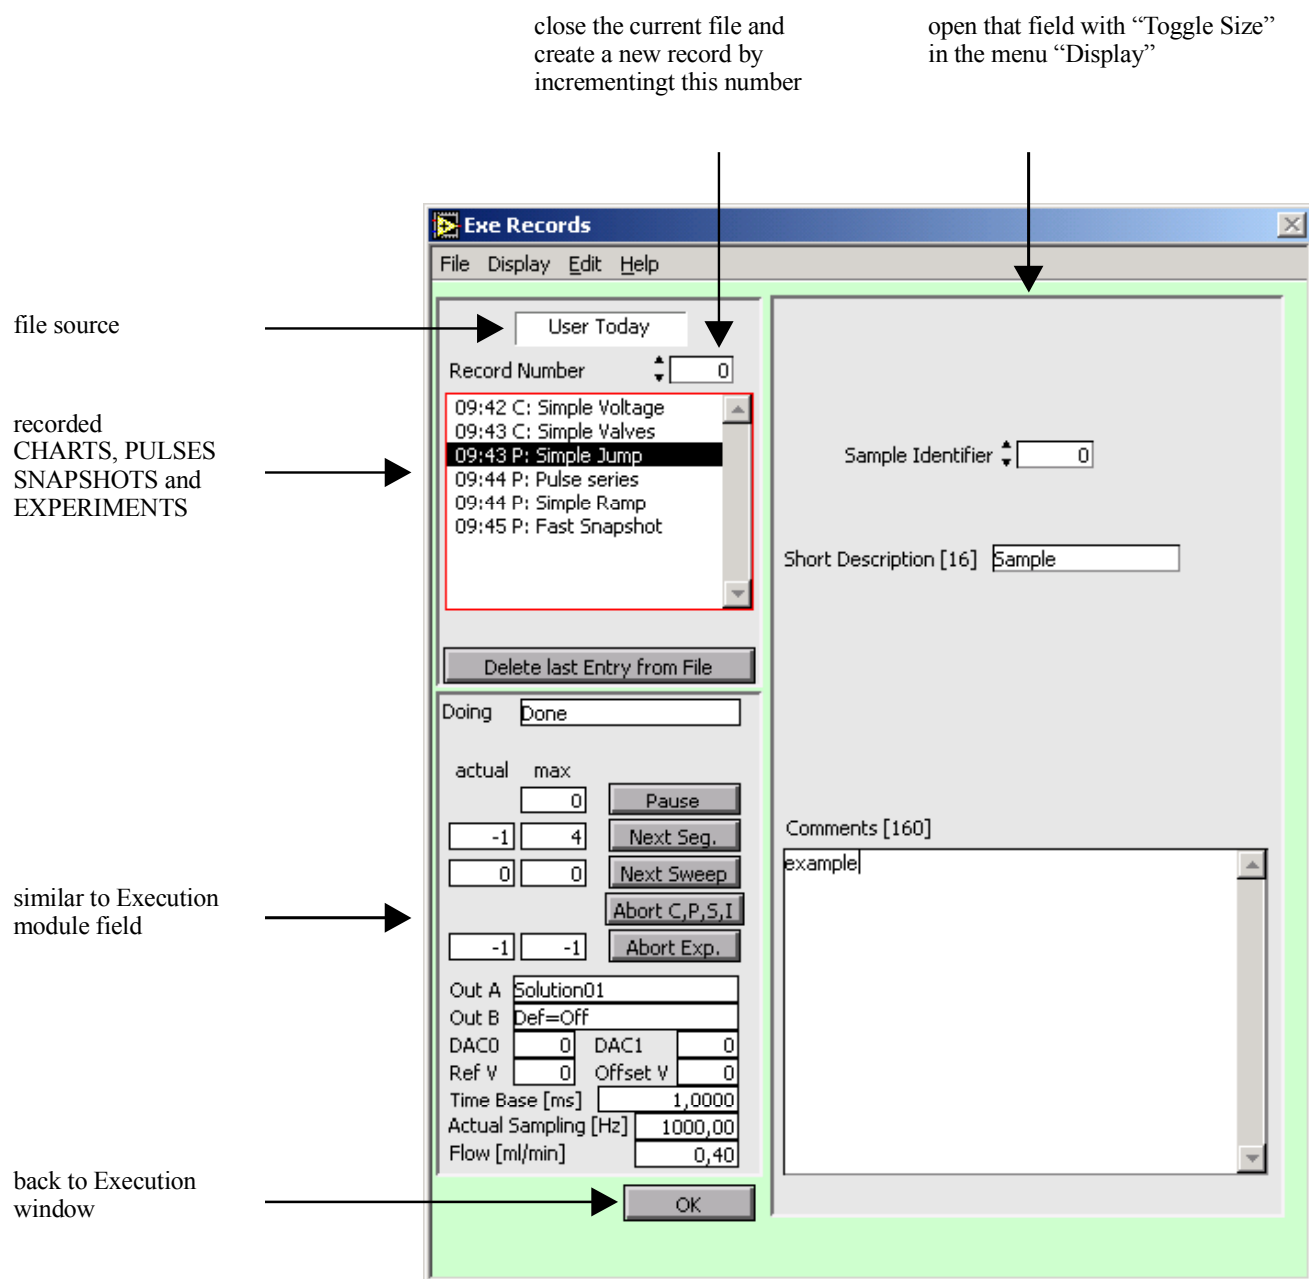 close the current file and
create a new record by
incrementingt this number
open that field with “Toggle Size”
in the menu “Display”
Exe Records
File Display Edit Help
file source
User Today
Record Number 0
recorded
CHARTS, PULSES
SNAPSHOTS and
EXPERIMENTS
09:42 C: Simple Voltage
09:43 C: Simple Valves
09:43 P: Simple Jump
09:44 P: Pulse series
09:44 P: Simple Ramp
09:45 P: Fast Snapshot
Delete last Entry from File
Sample Identifier 0
Short Description [16] Sample
Comments [160]
example
Doing Done
actual max
0 Pause
-1 4 Next Seg.
0 0 Next Sweep
Abort C,P,S,I
-1 -1 Abort Exp.
similar to Execution
module field
Out A Solution01
Out B Def=Off
DAC0 0 DAC1 0
Ref V 0 Offset V 0
Time Base [ms] 1,0000
Actual Sampling [Hz] 1000,00
Flow [ml/min] 0,40
back to Execution
window
OK